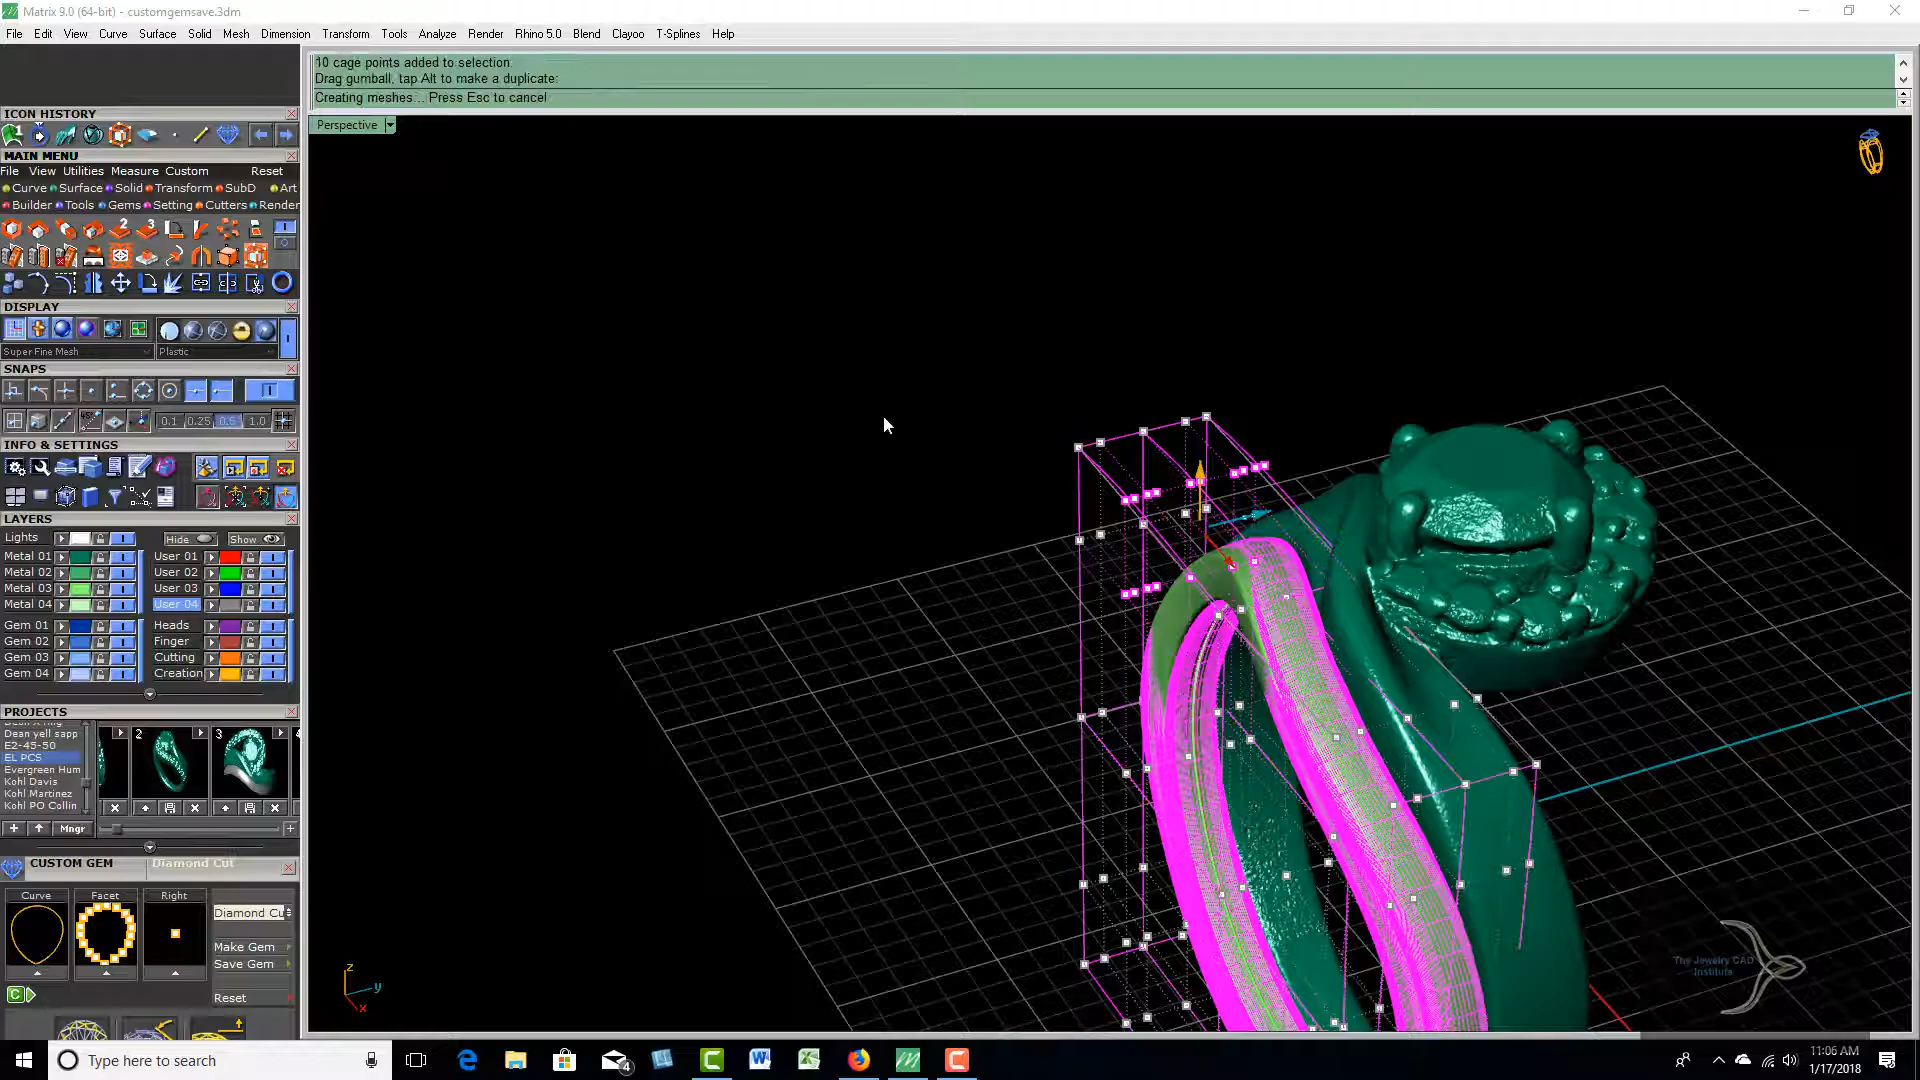 Matrix 9.0 (64-bit) - customgemsave.3dm
File Edit View Curve Surface Solid Mesh Dimension Transform Tools Analyze Render Rhino 5.0 Blend Clayoo T-Splines Help
10 cage points added to selection.
Drag gumball, tap Alt to make a duplicate:
Creating meshes... Press Esc to cancel
Perspective
ICON HISTORY
MAIN MENU
File View Utilities Measure Custom Reset
Curve Surface Solid Transform SubD Art
Builder Tools Gems Setting Cutters Render
DISPLAY
Super Fine Mesh Plastic
SNAPS
0.1 0.25 0.5 1.0
INFO & SETTINGS
LAYERS
Lights Hide Show
Metal 01 User 01
Metal 02 User 02
Metal 03 User 03
Metal 04 User 04
Gem 01 Heads
Gem 02 Finger
Gem 03 Cutting
Gem 04 Creation
PROJECTS
Dean yell sapp
E2-45-50
EL PCS
Evergreen Hum
Kohl Davis
Kohl Martinez
Kohl PO Collin
2 3
Mngr
CUSTOM GEM Diamond Cut
Curve Facet Right
Diamond Cu
Make Gem
Save Gem
Reset
z
y
x
The Jewelry CAD
Institute
Type here to search
4
11:06 AM
1/17/2018